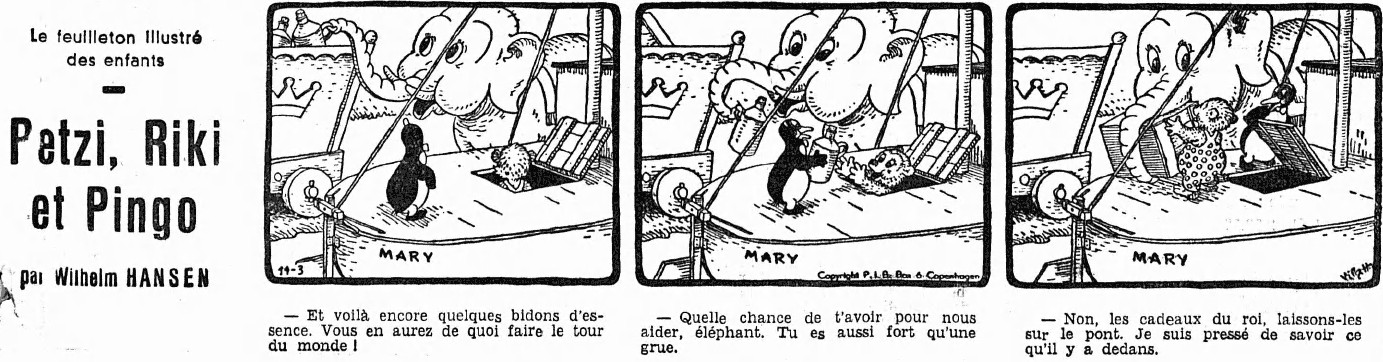 Le feuilleton illustré
des enfants
Petzi, Riki
et Pingo
par Wilhelm HANSEN
MARY
14-3
MARY
Copyright P. I. B. Box 6 Copenhagen
MARY
— Et voilà encore quelques bidons d'es-
sence. Vous en aurez de quoi faire le tour
du monde !
— Quelle chance de t'avoir pour nous
aider, éléphant. Tu es aussi fort qu'une
grue.
— Non, les cadeaux du roi, laissons-les
sur le pont. Je suis pressé de savoir ce
qu'il y a dedans.